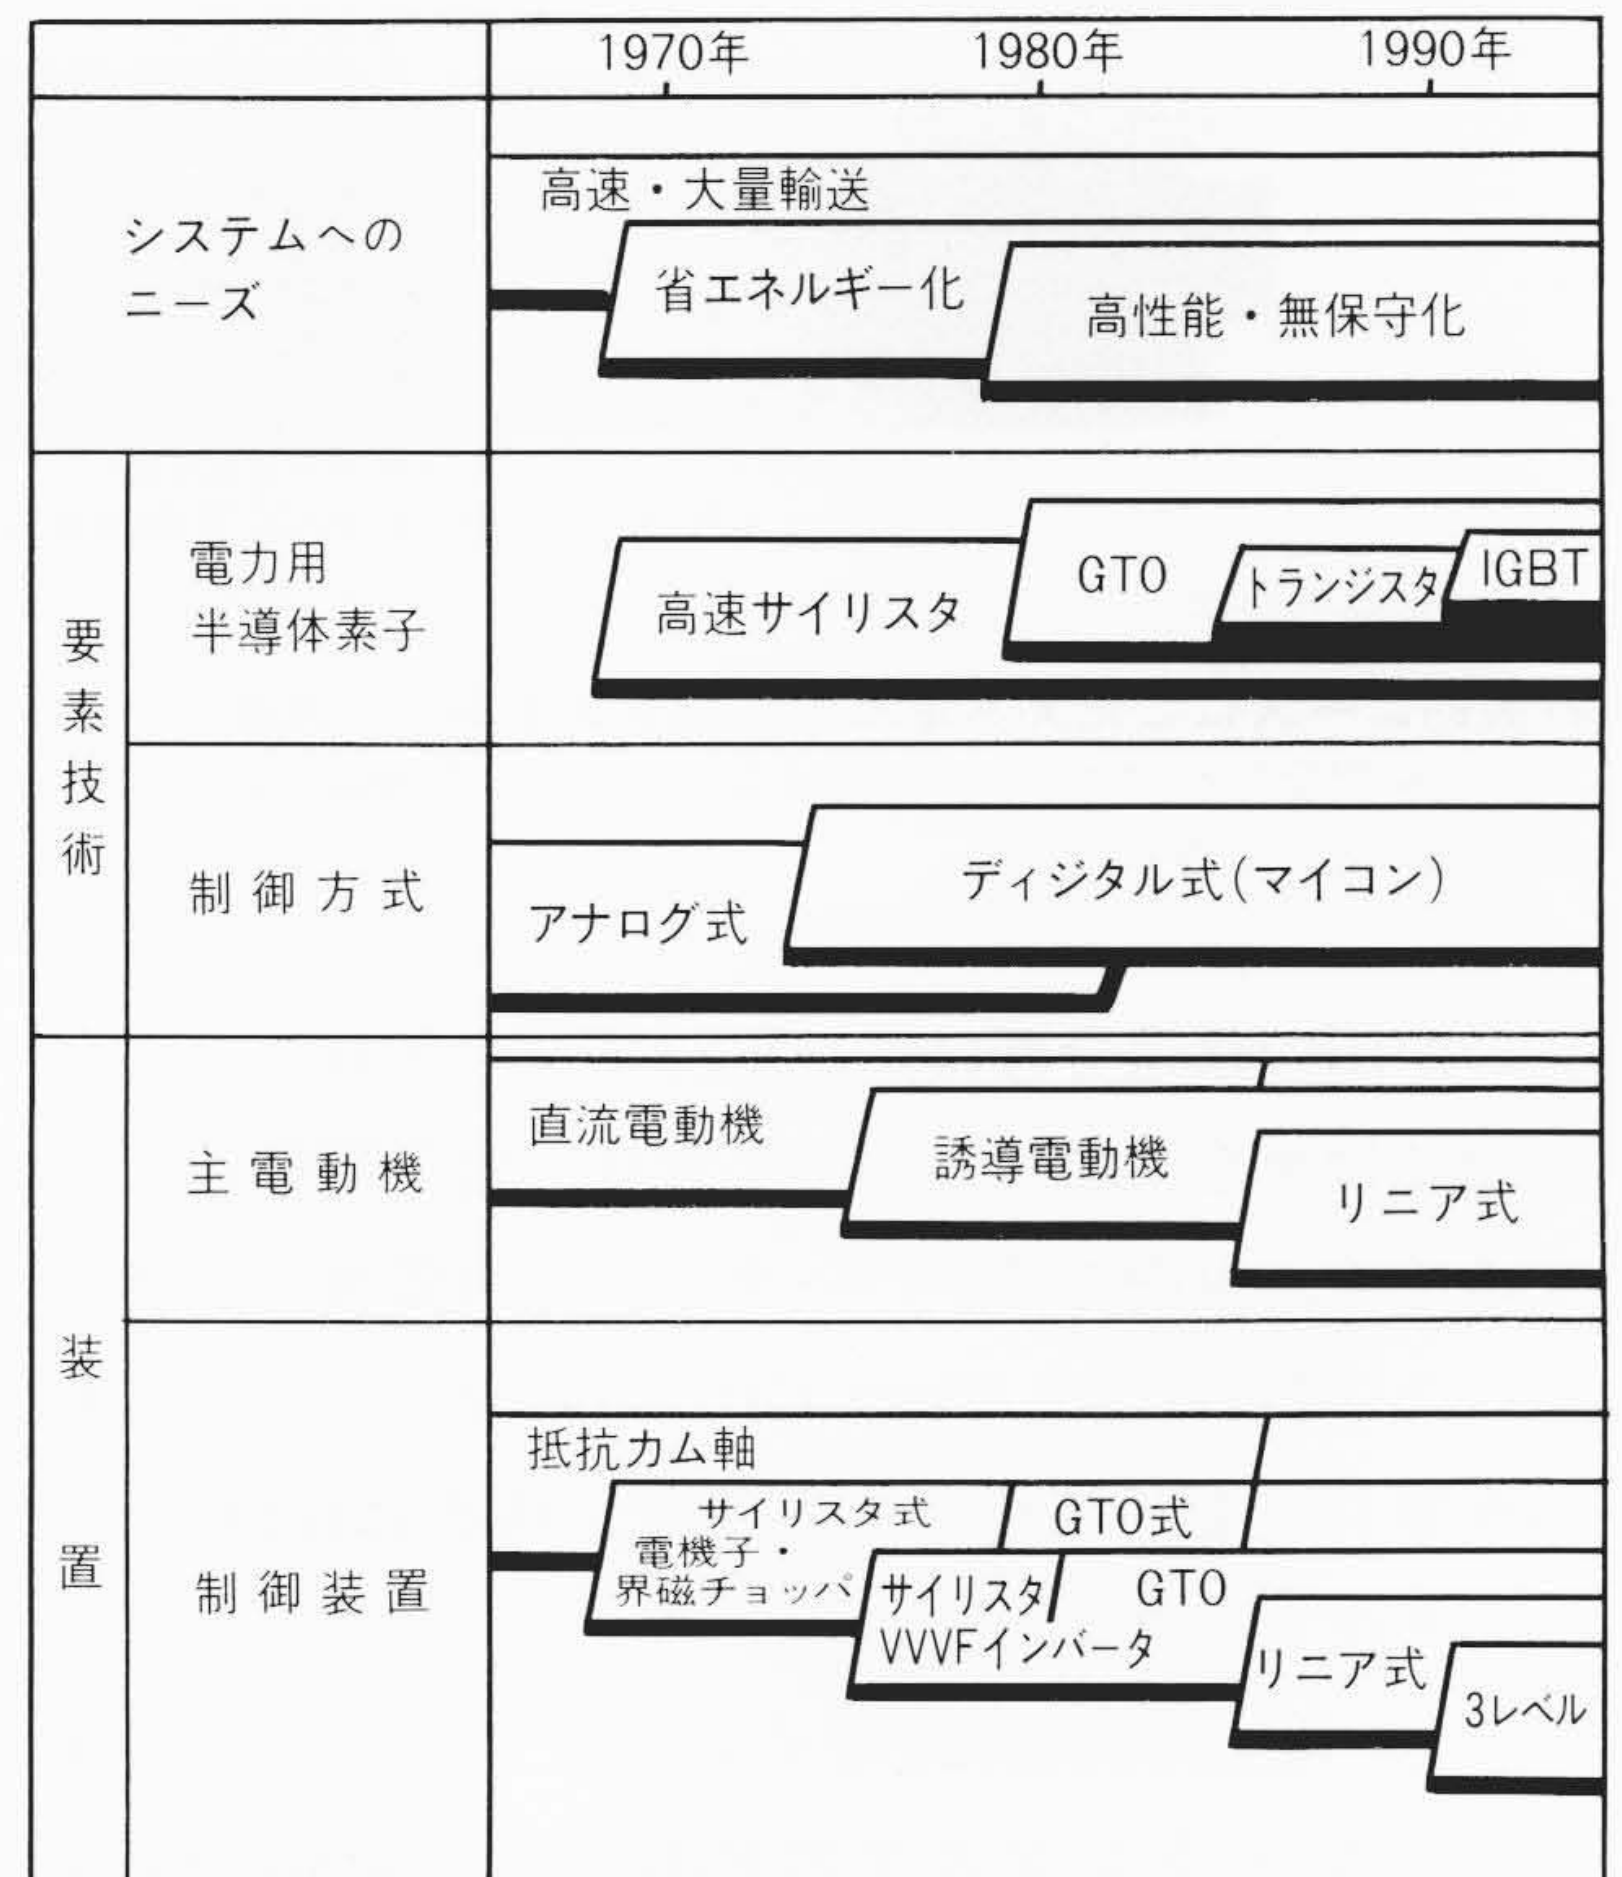 1970年
1980年
1990年
システムへの
ニーズ
高速・大量輸送
省エネルギー化
高性能・無保守化
要素技術
電力用
半導体素子
高速サイリスタ
GTO
トランジスタ
IGBT
制御方式
アナログ式
ディジタル式(マイコン)
装置
主電動機
直流電動機
誘導電動機
リニア式
制御装置
抵抗カム軸
サイリスタ式
電機子・
界磁チョッパ
GTO式
サイリスタ
GTO
VVVFインバータ
リニア式
3レベル